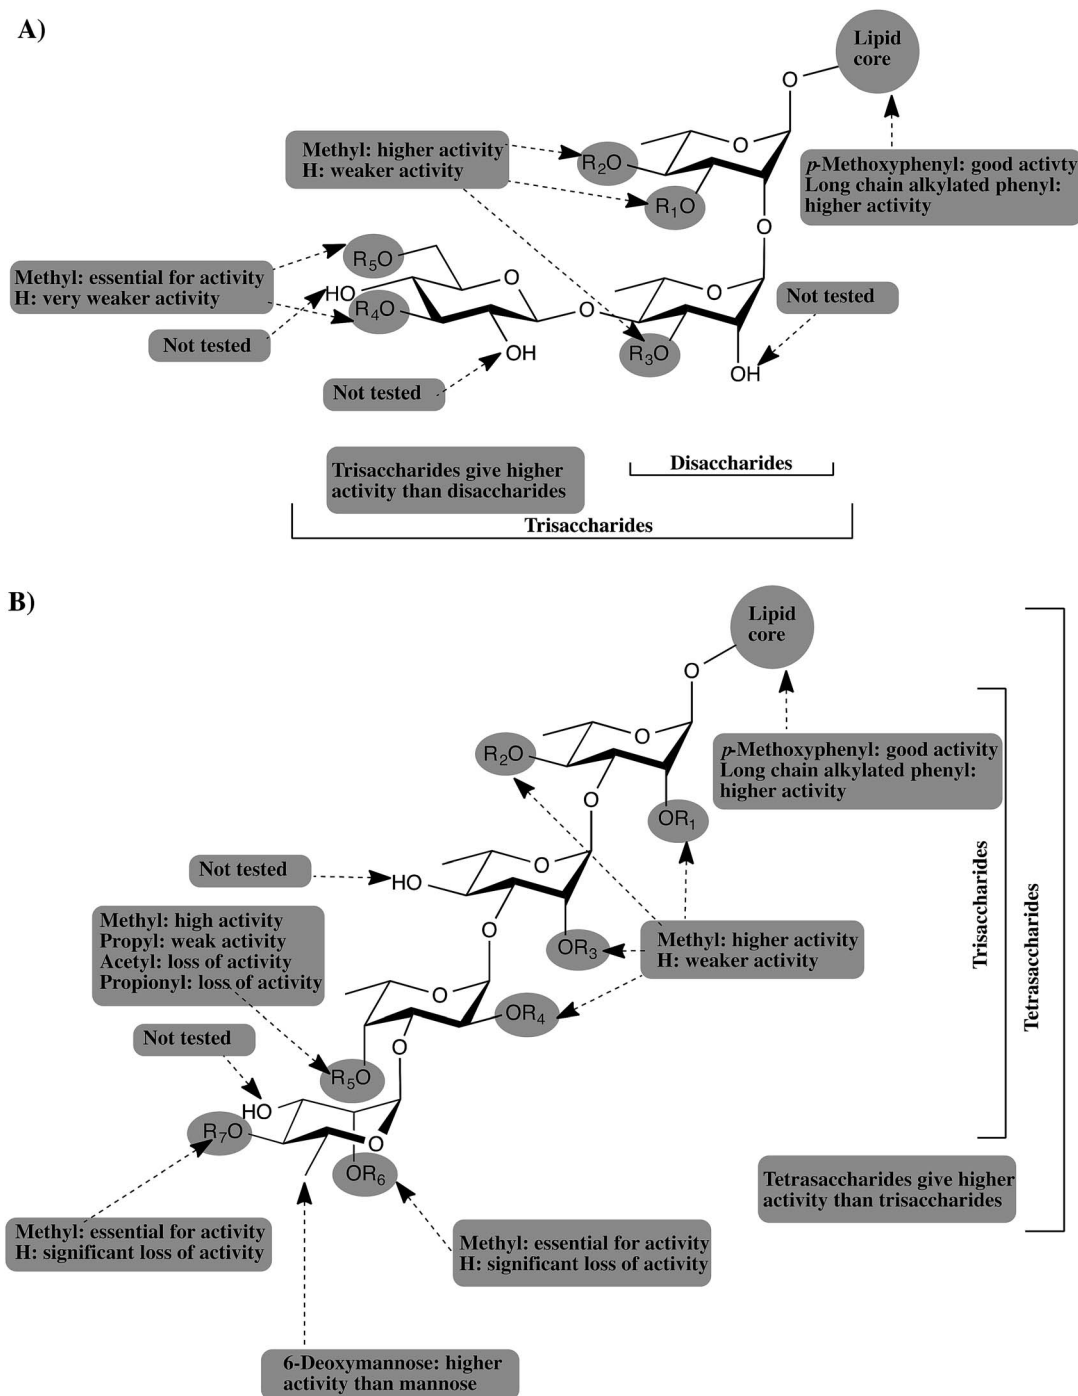 A)
Lipid
core
O
Methyl: higher activity
H: weaker activity
O
R2O
R1O
p-Methoxyphenyl: good activty
Long chain alkylated phenyl:
higher activity
O
R5O
Methyl: essential for activity
H: very weaker activity
HO
O
O
Not tested
R4O
O
Not tested
OH
R3O
OH
Not tested
Trisaccharides give higher
activity than disaccharides
Disaccharides
Trisaccharides
B)
Lipid
core
O
R2O
O
p-Methoxyphenyl: good activity
Long chain alkylated phenyl:
higher activity
O
OR1
Not tested
HO
O
Trisaccharides
Tetrasaccharides
Methyl: high activity
Propyl: weak activity
Acetyl: loss of activity
Propionyl: loss of activity
O
OR3
Methyl: higher activity
H: weaker activity
O
OR4
Not tested
O
R5O
HO
R7O
O
OR6
Tetrasaccharides give higher
activity than trisaccharides
Methyl: essential for activity
H: significant loss of activity
Methyl: essential for activity
H: significant loss of activity
6-Deoxymannose: higher
activity than mannose